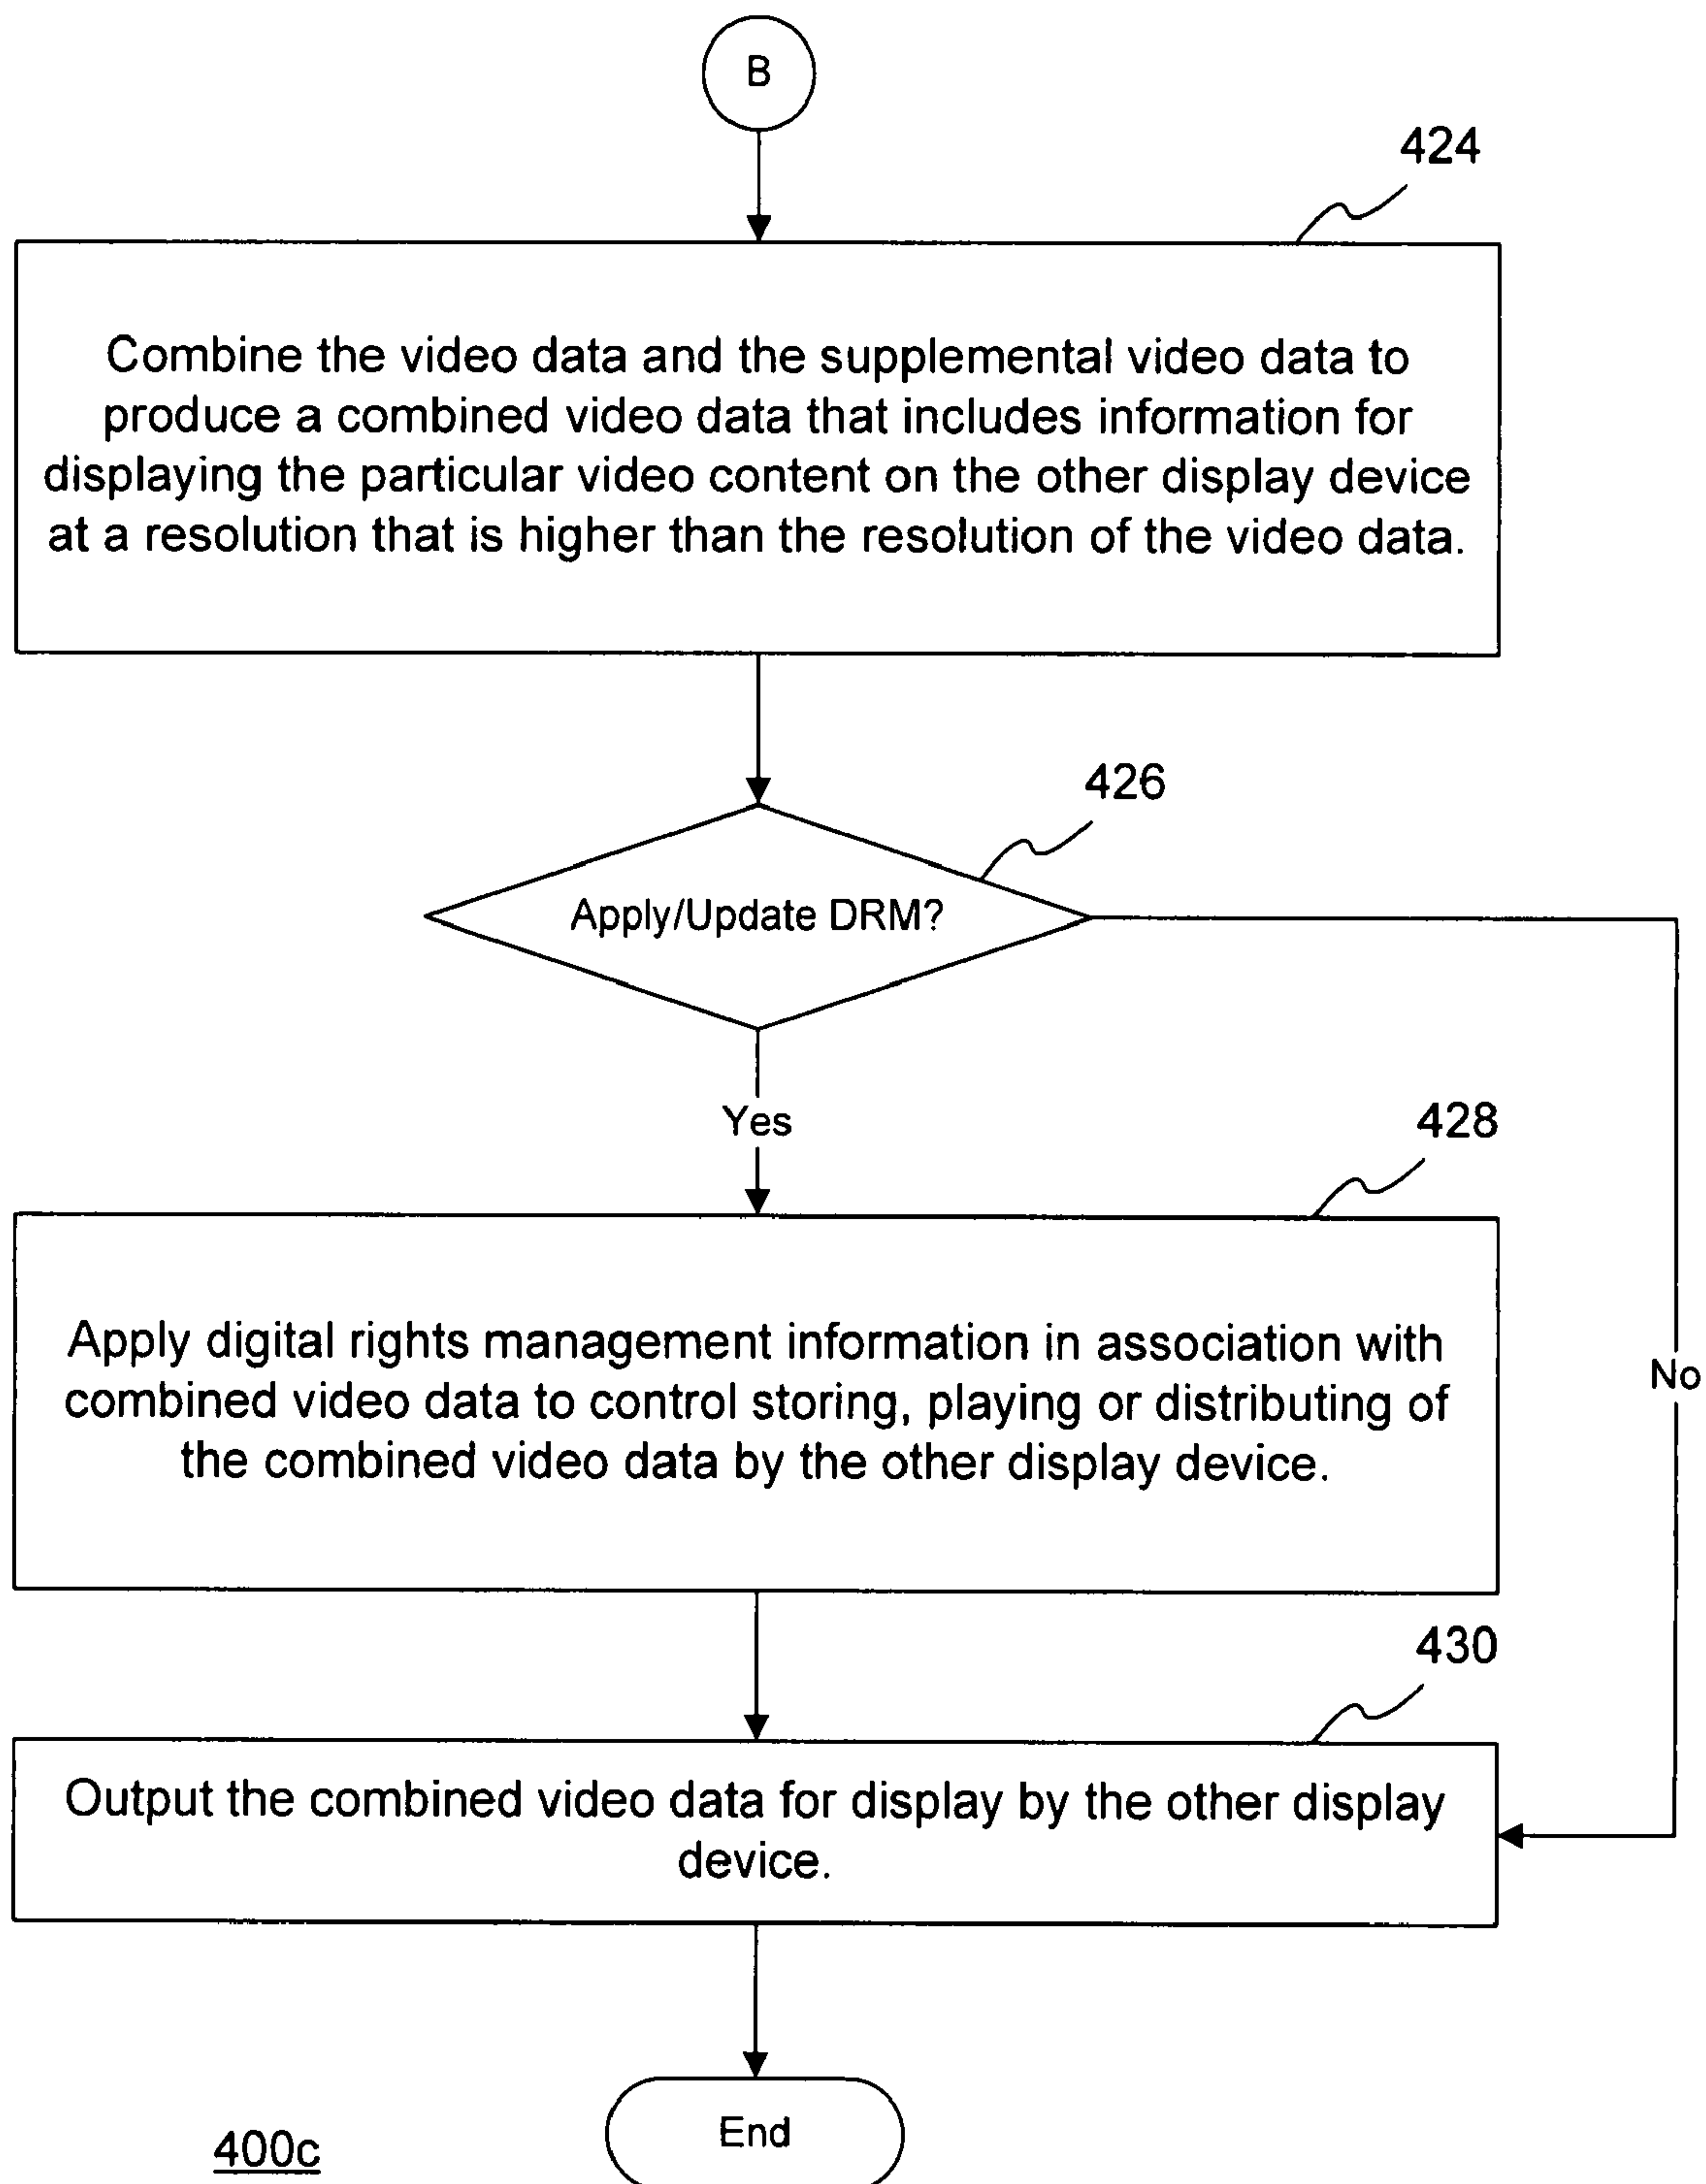 B
424
Combine the video data and the supplemental video data to
produce a combined video data that includes information for
displaying the particular video content on the other display device
at a resolution that is higher than the resolution of the video data.
426
Apply/Update DRM?
Yes
428
Apply digital rights management information in association with
combined video data to control storing, playing or distributing of
the combined video data by the other display device.
No
430
Output the combined video data for display by the other display
device.
End
400c